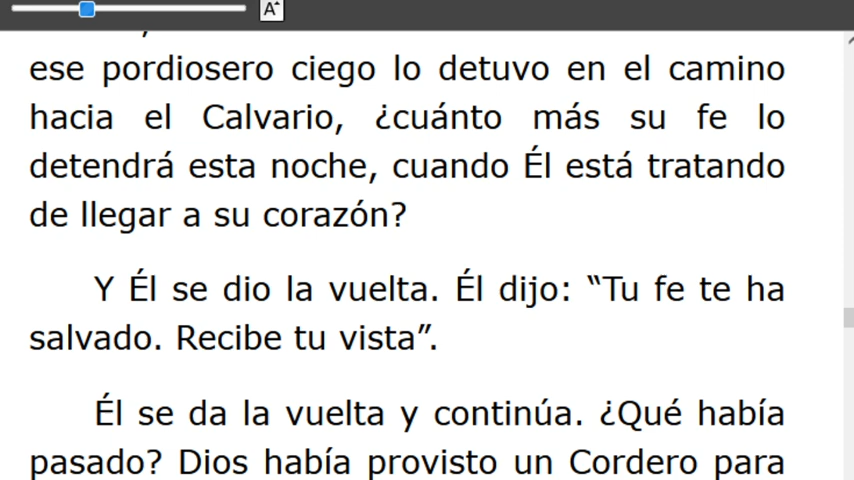 A
ese pordiosero ciego lo detuvo en el camino
hacia el Calvario, ¿cuánto más su fe lo
detendrá esta noche, cuando Él está tratando
de llegar a su corazón?
Y Él se dio la vuelta. Él dijo: “Tu fe te ha
salvado. Recibe tu vista”.
Él se da la vuelta y continúa. ¿Qué había
pasado? Dios había provisto un Cordero para